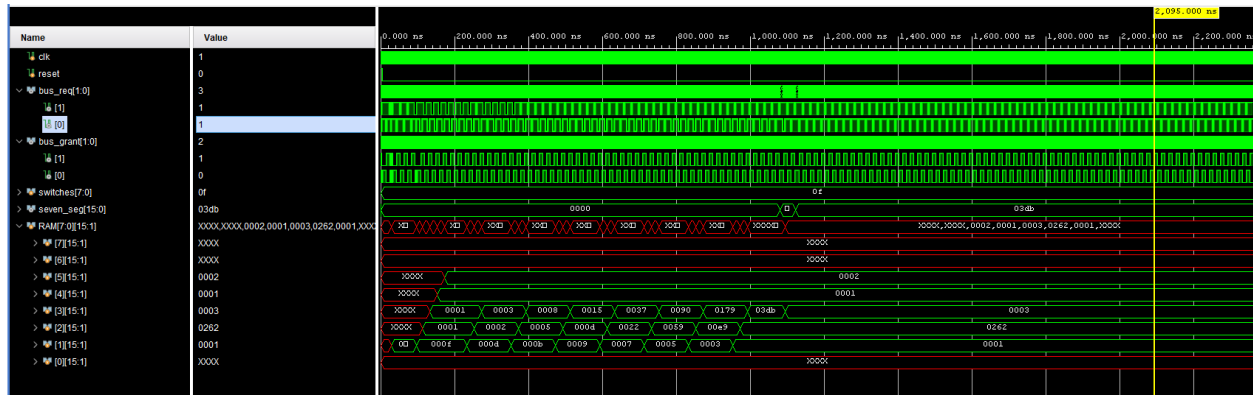 2,095.000 ns
Name Value
0.000 ns 200.000 ns 400.000 ns 600.000 ns 800.000 ns 1,000.000 ns 1,200.000 ns 1,400.000 ns 1,600.000 ns 1,800.000 ns 2,000.000 ns 2,200.000 n
clk 1
reset 0
bus_req[1:0] 3
[1] 1
[0] 1
bus_grant[1:0] 2
[1] 1
[0] 0
switches[7:0] 0f 0f
seven_seg[15:0] 03db 0000 03db
RAM[7:0][15:1] XXXX,XXXX,0002,0001,0003,0262,0001,XXX XXXX,XXXX,0002,0001,0003,0262,0001,XXXX
[7][15:1] XXXX XXXX
[6][15:1] XXXX XXXX
[5][15:1] 0002 XXXX 0002
[4][15:1] 0001 XXXX 0001
[3][15:1] 0003 XXXX 0001 0003 0008 0015 0037 0090 0179 03db 0003
[2][15:1] 0262 XXXX 0001 0002 0005 000d 0022 0059 00e9 0262
[1][15:1] 0001 000f 000d 000b 0009 0007 0005 0003 0001
[0][15:1] XXXX XXXX